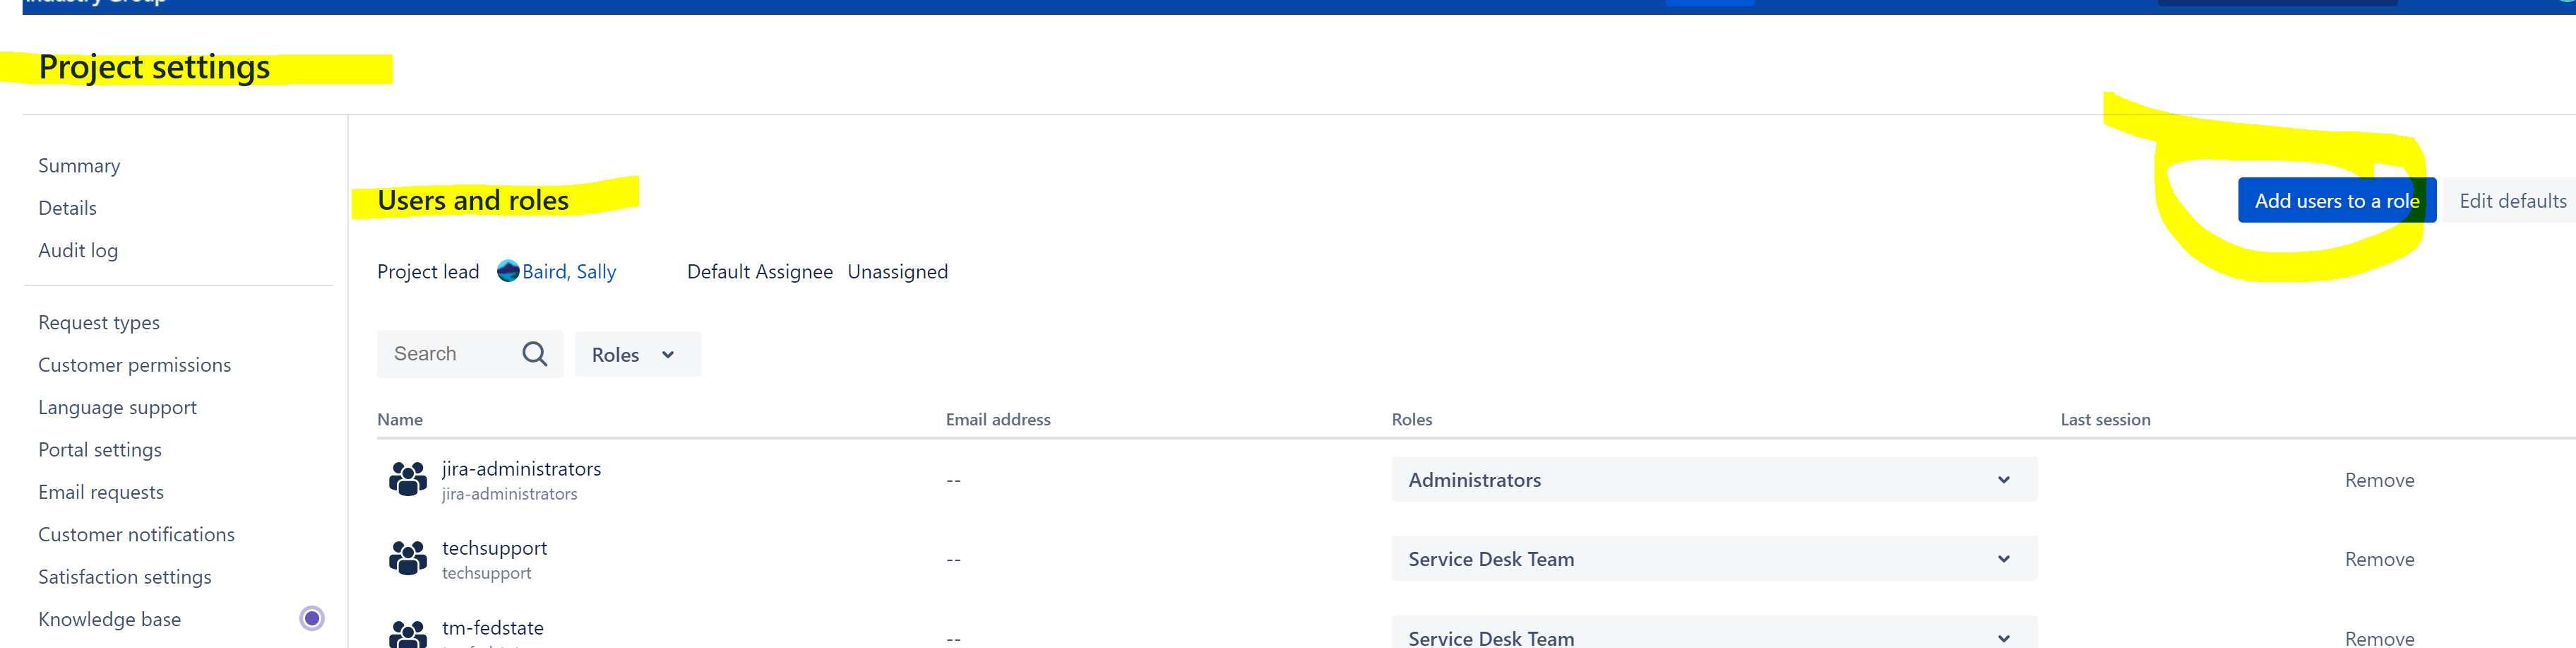 Industry Group
Project settings
Summary
Details
Audit log
Request types
Customer permissions
Language support
Portal settings
Email requests
Customer notifications
Satisfaction settings
Knowledge base
Users and roles
Add users to a role
Edit defaults
Project lead Baird, Sally Default Assignee Unassigned
Search Roles
Name Email address Roles Last session
jira-administrators
jira-administrators
-- Administrators Remove
techsupport
techsupport
-- Service Desk Team Remove
tm-fedstate
-- Service Desk Team Remove